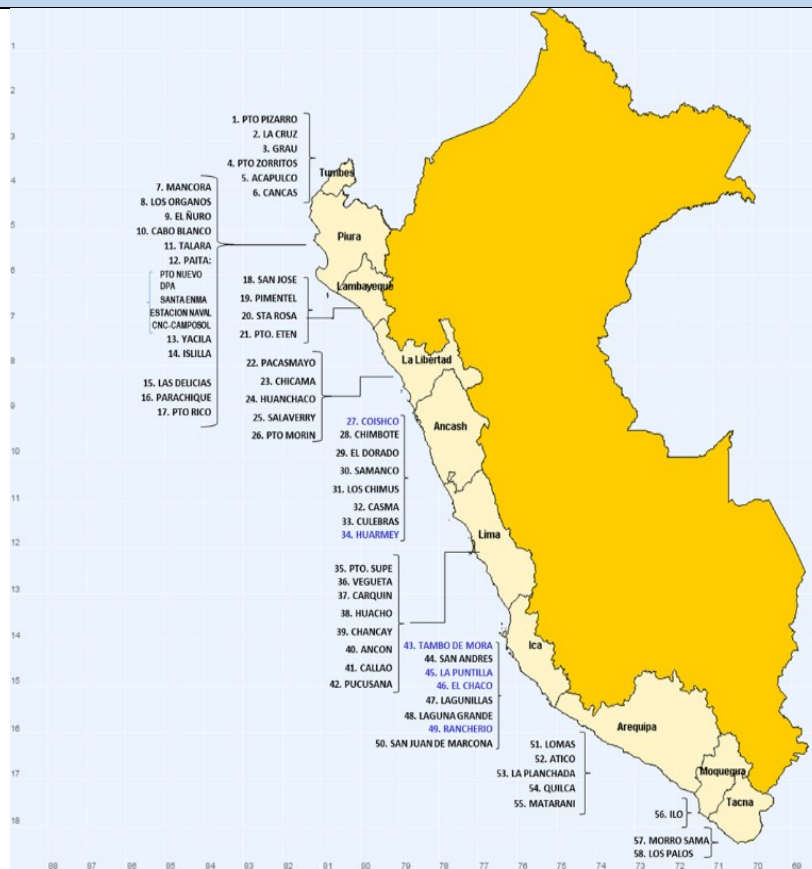 1
2
3
4
5
6
7
8
9
10
11
12
13
14
15
16
17
18
1. PTO PIZARRO
2. LA CRUZ
3. GRAU
4. PTO ZORRITOS
5. ACAPULCO
6. CANCAS
7. MANCORA
8. LOS ORGANOS
9. EL ÑURO
10. CABO BLANCO
11. TALARA
12. PAITA:
PTO NUEVO
DPA
SANTA ENMA
ESTACION NAVAL
CNC-CAMPOSOL
13. YACILA
14. ISLILLA
15. LAS DELICIAS
16. PARACHIQUE
17. PTO RICO
18. SAN JOSE
19. PIMENTEL
20. STA ROSA
21. PTO. ETEN
22. PACASMAYO
23. CHICAMA
24. HUANCHACO
25. SALAVERRY
26. PTO MORIN
27. COISHCO
28. CHIMBOTE
29. EL DORADO
30. SAMANCO
31. LOS CHIMUS
32. CASMA
33. CULEBRAS
34. HUARMEY
35. PTO. SUPE
36. VEGUETA
37. CARQUIN
38. HUACHO
39. CHANCAY
40. ANCON
41. CALLAO
42. PUCUSANA
43. TAMBO DE MORA
44. SAN ANDRES
45. LA PUNTILLA
46. EL CHACO
47. LAGUNILLAS
48. LAGUNA GRANDE
49. RANCHERIO
50. SAN JUAN DE MARCONA
51. LOMAS
52. ATICO
53. LA PLANCHADA
54. QUILCA
55. MATARANI
56. ILO
57. MORRO SAMA
58. LOS PALOS
Tumbes
Piura
Lambayeque
La Libertad
Ancash
Lima
Ica
Arequipa
Moquegua
Tacna
88 87 86 85 84 83 82 81 80 79 78 77 76 75 74 73 72 71 70 69